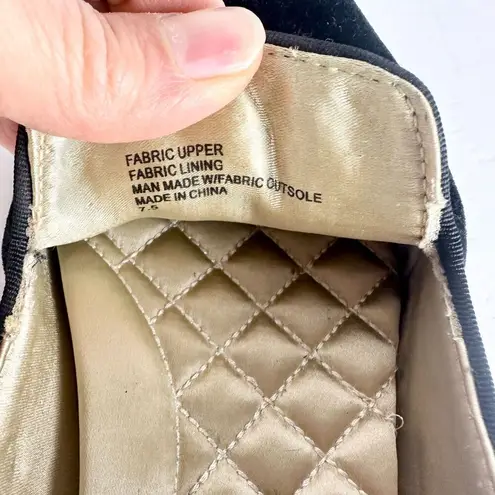 FABRIC UPPER
FABRIC LINING
MAN MADE W/FABRIC OUTSOLE
MADE IN CHINA
7.5